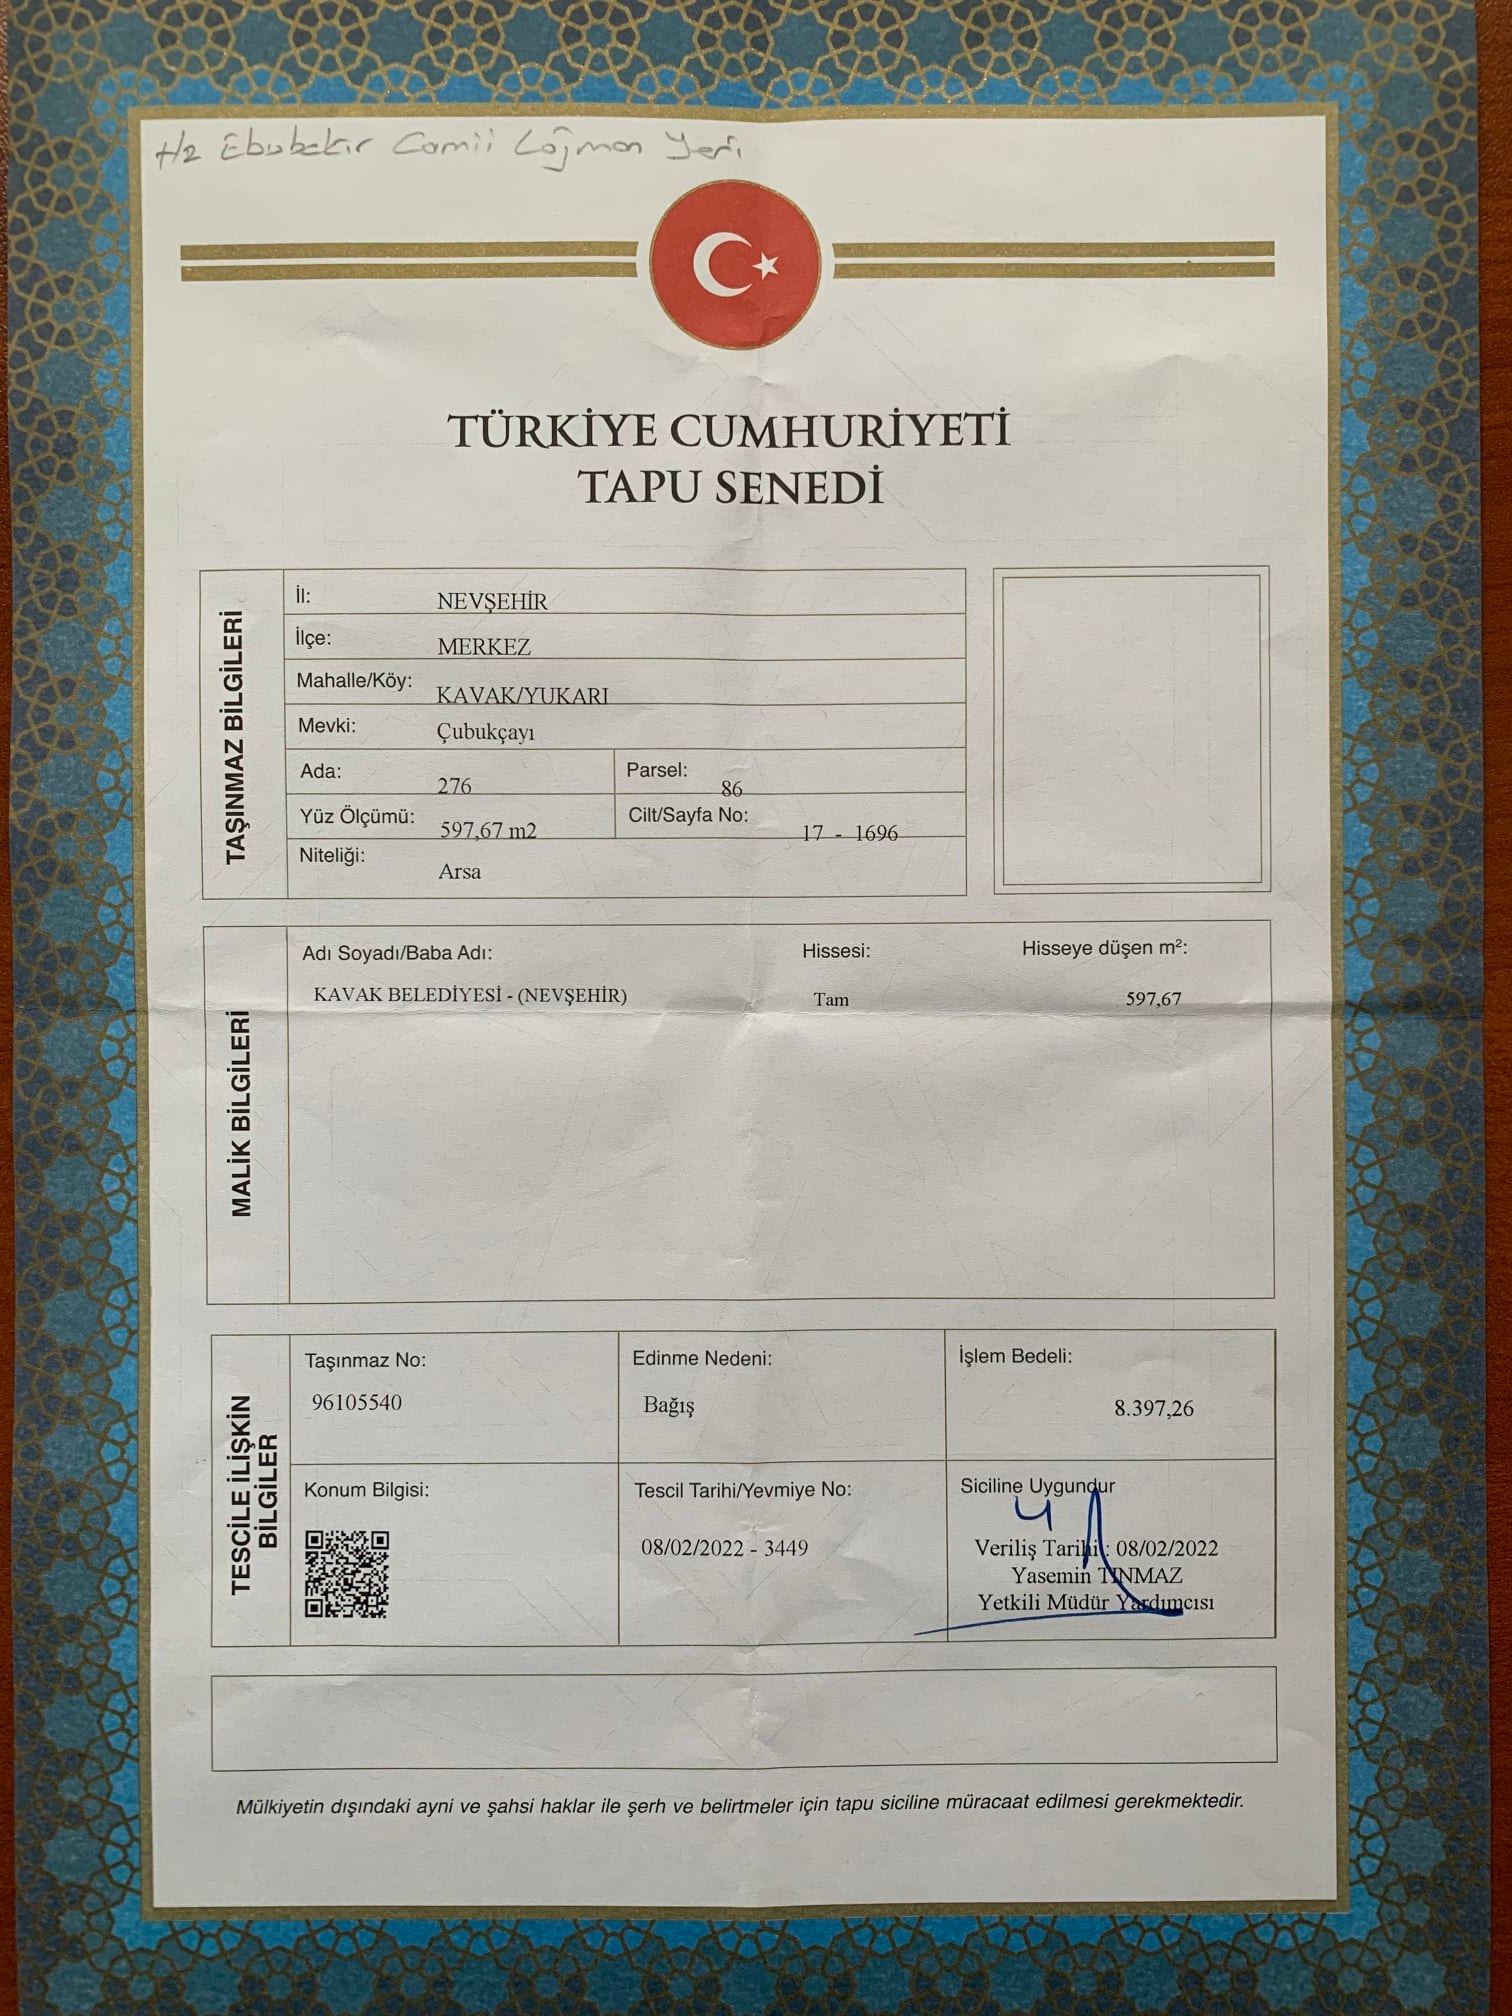 Hz Ebubekir Camii Lojman Yeri
TÜRKİYE CUMHURİYETİ
TAPU SENEDİ
TAŞINMAZ BİLGİLERİ
İl: NEVŞEHİR
İlçe: MERKEZ
Mahalle/Köy: KAVAK/YUKARI
Mevki: Çubukçayı
Ada: 276 Parsel: 86
Yüz Ölçümü: 597,67 m2 Cilt/Sayfa No: 17 - 1696
Niteliği: Arsa
MALİK BİLGİLERİ
Adı Soyadı/Baba Adı: Hissesi: Hisseye düşen m²:
KAVAK BELEDİYESİ - (NEVŞEHİR) Tam 597,67
TESCİLE İLİŞKİN
BİLGİLER
Taşınmaz No: Edinme Nedeni: İşlem Bedeli:
96105540 Bağış 8.397,26
Konum Bilgisi: Tescil Tarihi/Yevmiye No: Siciline Uygundur
08/02/2022 - 3449 Veriliş Tarihi : 08/02/2022
Yasemin TINMAZ
Yetkili Müdür Yardımcısı
Mülkiyetin dışındaki ayni ve şahsi haklar ile şerh ve belirtmeler için tapu siciline müracaat edilmesi gerekmektedir.